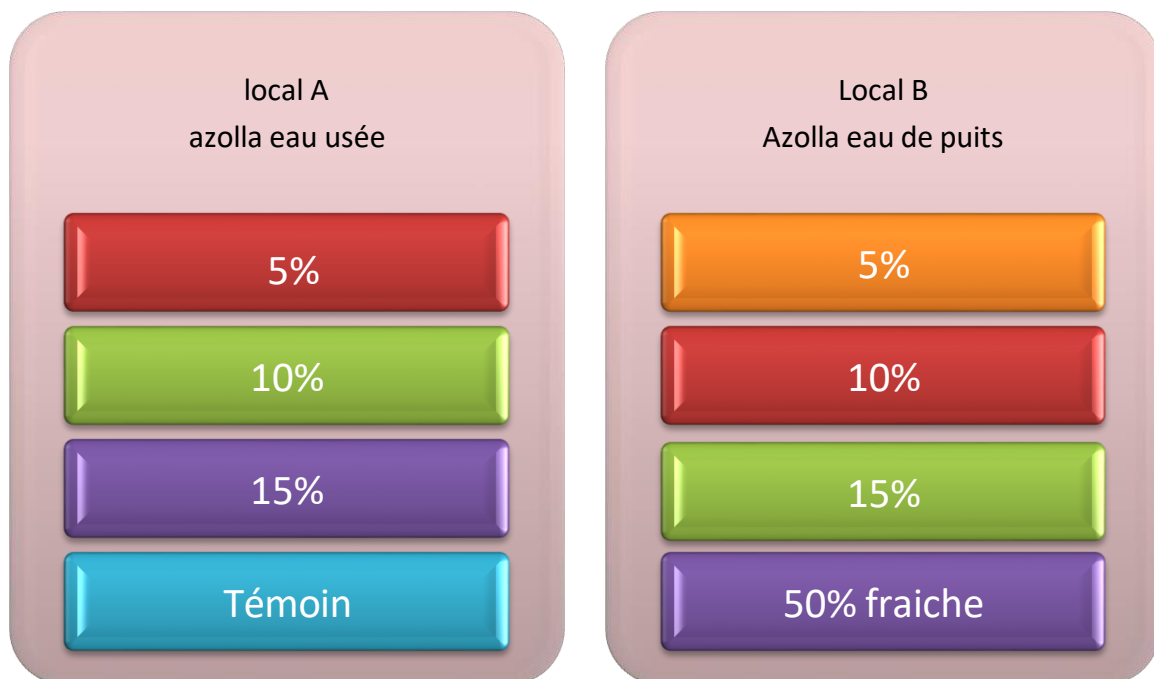 local A
azolla eau usée
5%
10%
15%
Témoin
Local B
Azolla eau de puits
5%
10%
15%
50% fraiche